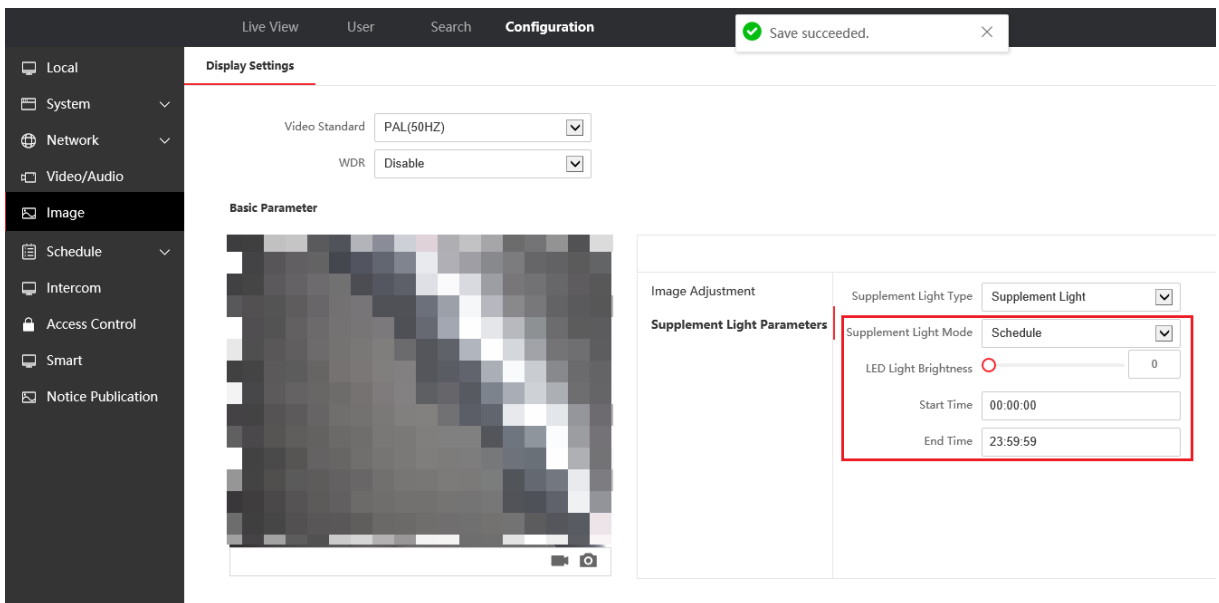 Live View User Search Configuration
Save succeeded.
Local
System
Network
Video/Audio
Image
Schedule
Intercom
Access Control
Smart
Notice Publication
Display Settings
Video Standard PAL(50HZ)
WDR Disable
Basic Parameter
Image Adjustment
Supplement Light Parameters
Supplement Light Type Supplement Light
Supplement Light Mode Schedule
LED Light Brightness 0
Start Time 00:00:00
End Time 23:59:59